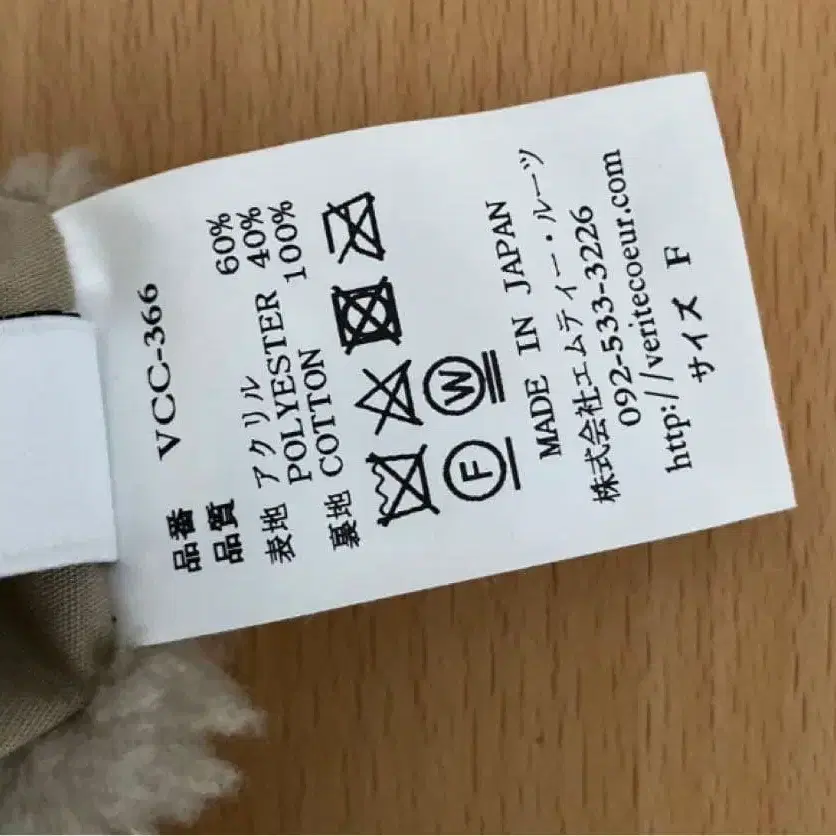 品番 VCC-366
品質
表地 アクリル 60%
POLYESTER 40%
裏地 COTTON 100%
F W
MADE IN JAPAN
株式会社エムティー・ルーツ
092-533-3226
http://veritecoeur.com
サイズ F